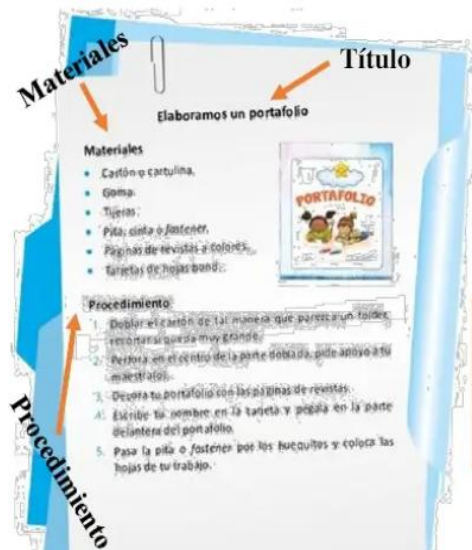 Materiales
Título
Elaboramos un portafolio
Materiales
• Cartón o cartulina.
• Goma.
• Tijeras.
• Pita, cinta o fastener.
• Páginas de revistas a colores.
• Tarjetas de hojas bond.
PORTAFOLIO
Procedimiento
1. Doblar el cartón de tal manera que parezca un folder,
recortar si queda muy grande.
2. Perfora en el centro de la parte doblada, pide apoyo a tu
maestra(o).
3. Decora tu portafolio con las páginas de revistas.
4. Escribe tu nombre en la tarjeta y pégala en la parte
delantera del portafolio.
5. Pasa la pita o fastener por los huequitos y coloca las
hojas de tu trabajo.
Procedimiento